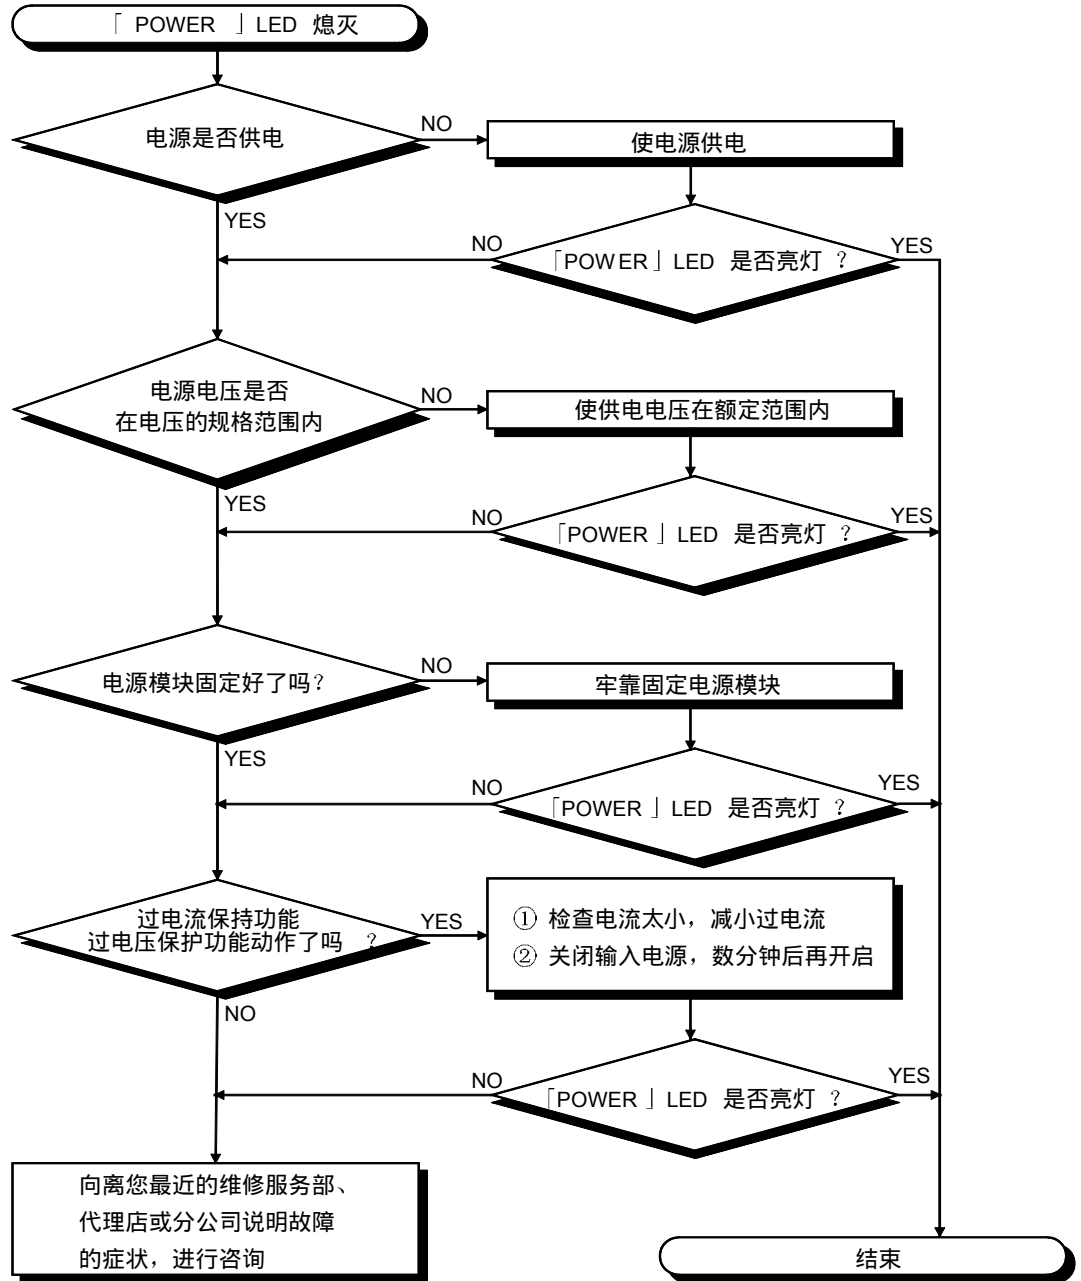 「 POWER 」LED 熄灭
电源是否供电
NO
使电源供电
YES
NO
「POWER」LED 是否亮灯 ?
YES
电源电压是否
在电压的规格范围内
NO
使供电电压在额定范围内
YES
NO
「POWER 」LED 是否亮灯 ?
YES
电源模块固定好了吗?
NO
牢靠固定电源模块
YES
NO
「POWER 」LED 是否亮灯 ?
YES
过电流保持功能
过电压保护功能动作了吗 ?
YES
① 检查电流太小，减小过电流
② 关闭输入电源，数分钟后再开启
NO
NO
「POWER 」LED 是否亮灯 ?
YES
向离您最近的维修服务部、
代理店或分公司说明故障
的症状，进行咨询
结束